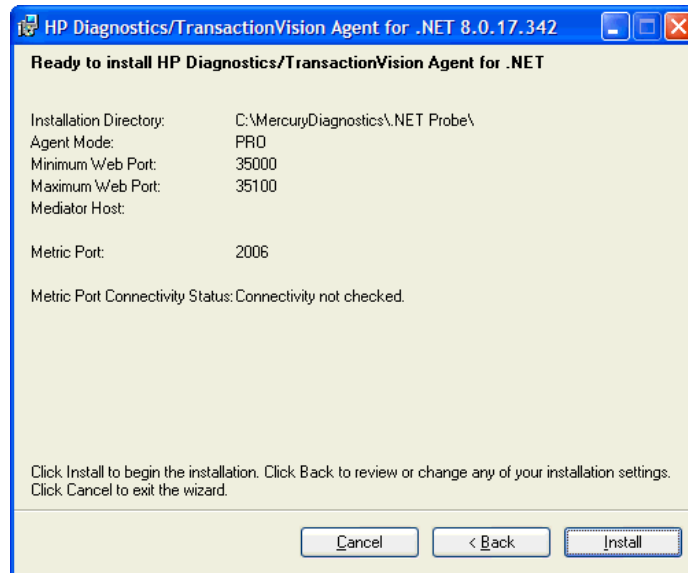 HP Diagnostics/TransactionVision Agent for .NET 8.0.17.342
Ready to install HP Diagnostics/TransactionVision Agent for .NET
Installation Directory: C:\MercuryDiagnostics\.NET Probe\
Agent Mode: PRO
Minimum Web Port: 35000
Maximum Web Port: 35100
Mediator Host:
Metric Port: 2006
Metric Port Connectivity Status: Connectivity not checked.
Click Install to begin the installation. Click Back to review or change any of your installation settings.
Click Cancel to exit the wizard.
Cancel < Back Install